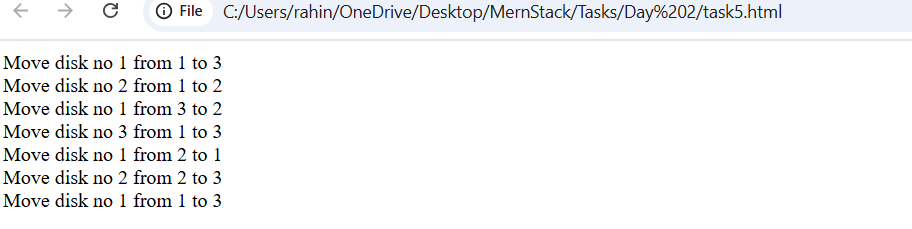 File C:/Users/rahin/OneDrive/Desktop/MernStack/Tasks/Day%202/task5.html
Move disk no 1 from 1 to 3
Move disk no 2 from 1 to 2
Move disk no 1 from 3 to 2
Move disk no 3 from 1 to 3
Move disk no 1 from 2 to 1
Move disk no 2 from 2 to 3
Move disk no 1 from 1 to 3